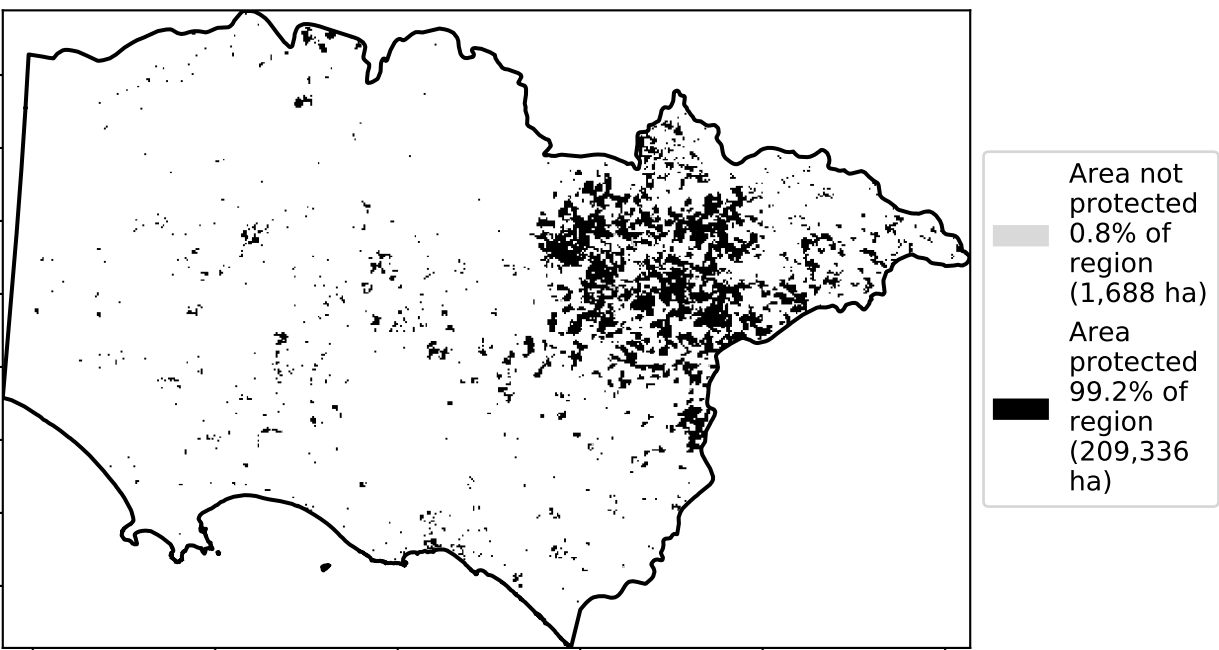 Area not
protected
0.8% of
region
(1,688 ha)
Area
protected
99.2% of
region
(209,336
ha)